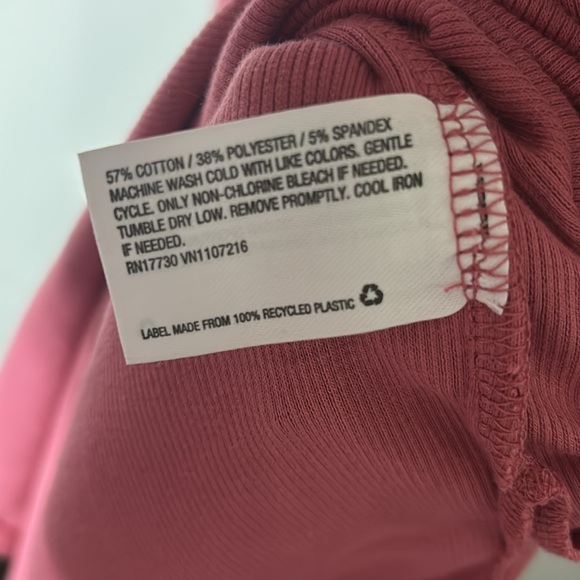 57% COTTON / 38% POLYESTER / 5% SPANDEX
MACHINE WASH COLD WITH LIKE COLORS. GENTLE
CYCLE. ONLY NON-CHLORINE BLEACH IF NEEDED.
TUMBLE DRY LOW. REMOVE PROMPTLY. COOL IRON
IF NEEDED.
RN17730 VN1107216
LABEL MADE FROM 100% RECYCLED PLASTIC